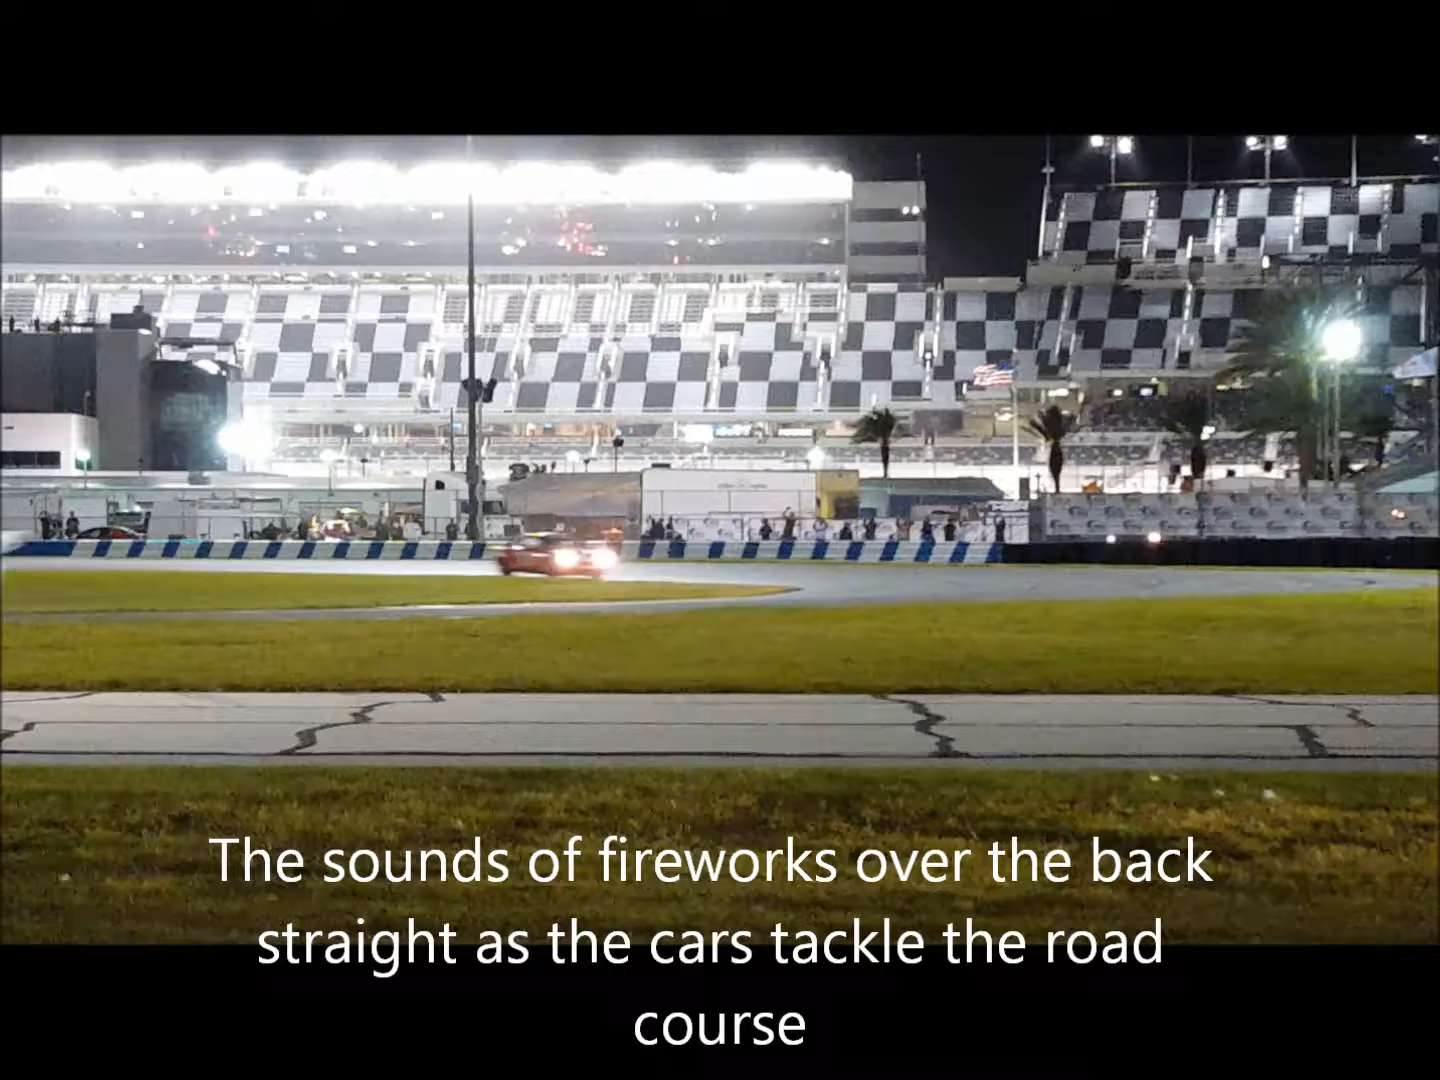 The sounds of fireworks over the back
straight as the cars tackle the road
course